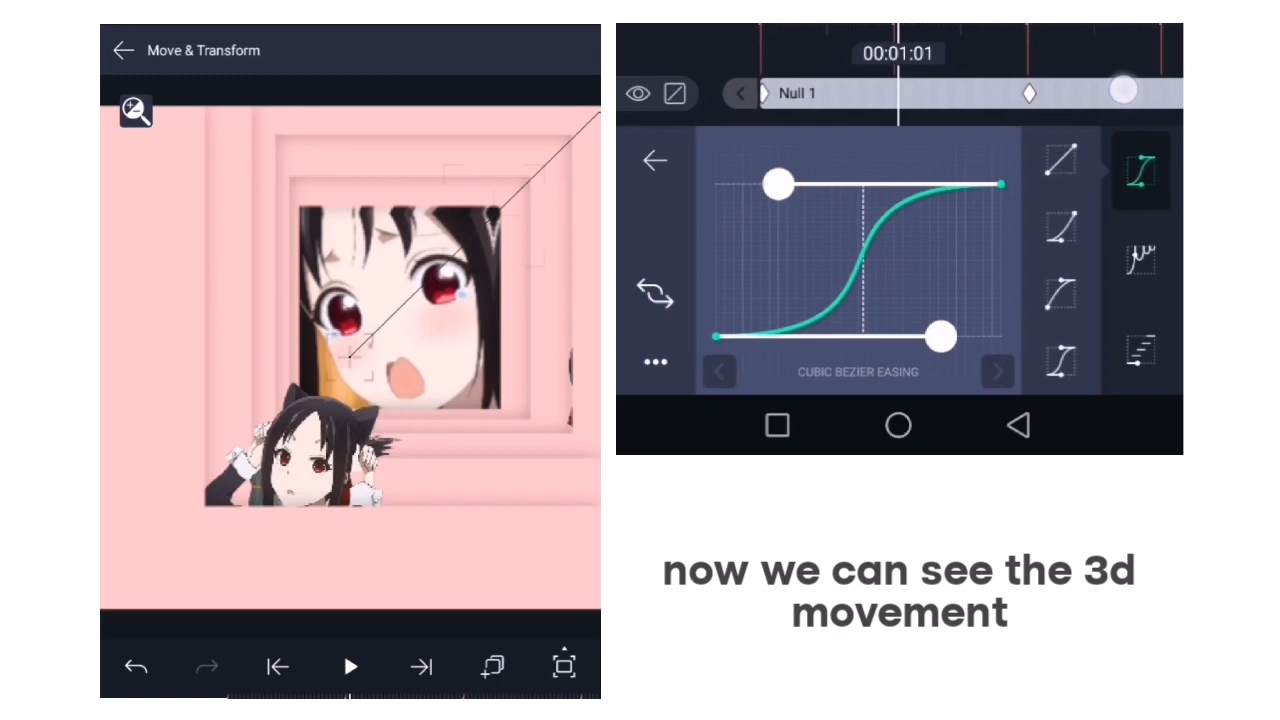 Move & Transform
00:01:01
Null 1
CUBIC BEZIER EASING
now we can see the 3d
movement